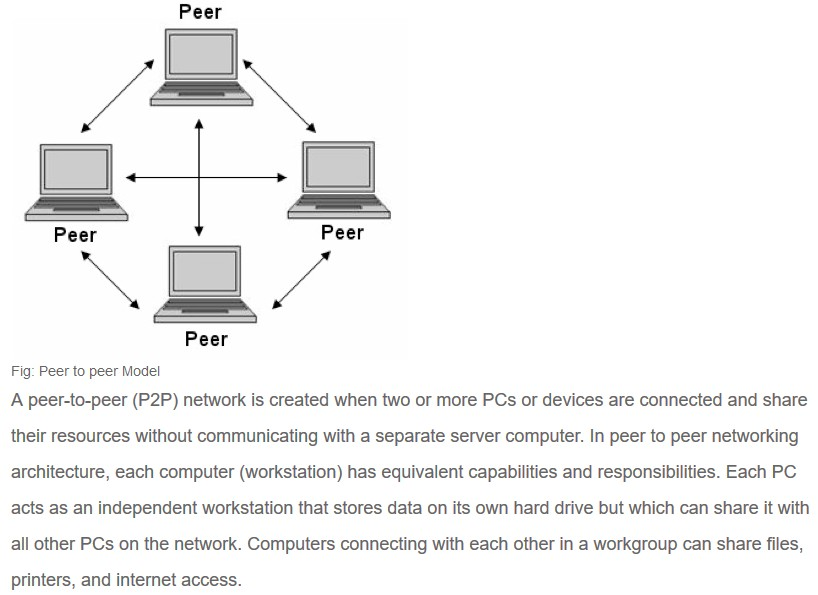 Peer
Peer
Peer
Peer
Fig: Peer to peer Model
A peer-to-peer (P2P) network is created when two or more PCs or devices are connected and share
their resources without communicating with a separate server computer. In peer to peer networking
architecture, each computer (workstation) has equivalent capabilities and responsibilities. Each PC
acts as an independent workstation that stores data on its own hard drive but which can share it with
all other PCs on the network. Computers connecting with each other in a workgroup can share files,
printers, and internet access.